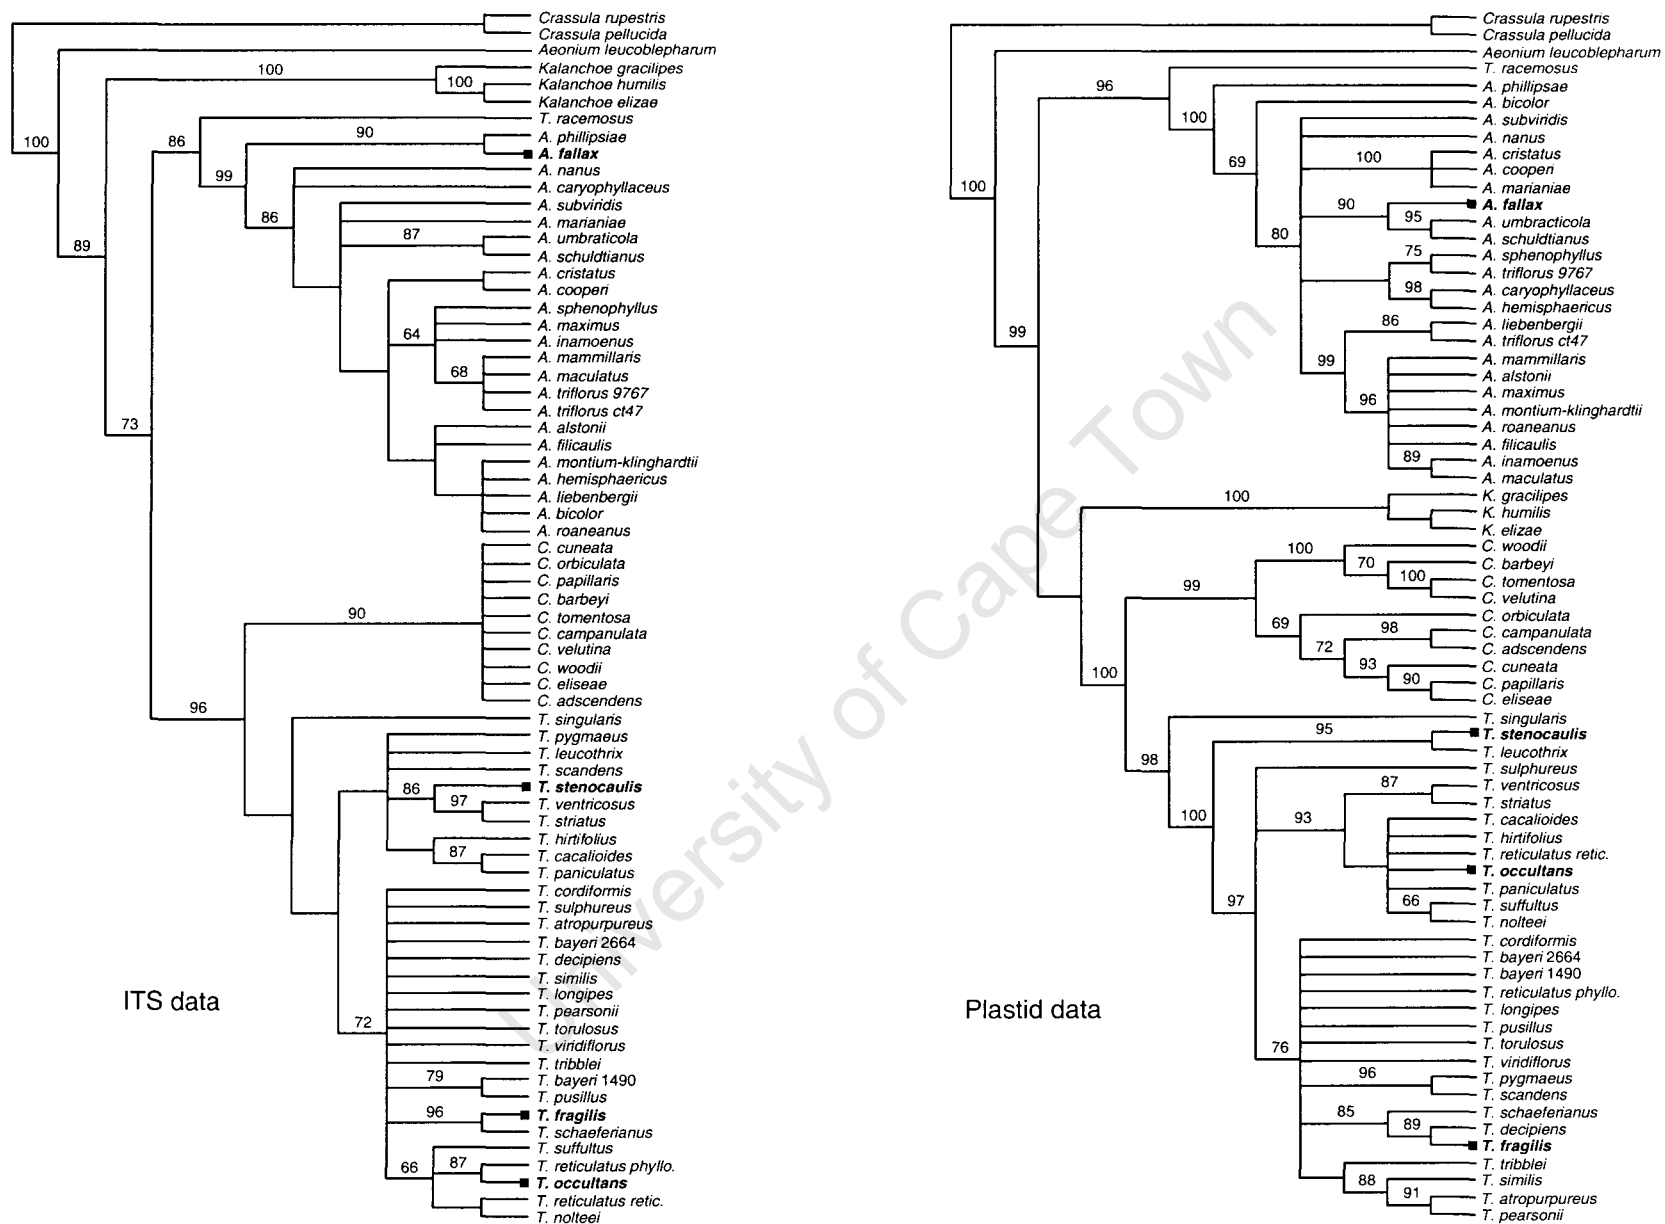 Crassula rupestris
Crassula pellucida
Aeonium leucoblepharum
100
Kalanchoe gracilipes
100
Kalanchoe humilis
Kalanchoe elizae
T. racemosus
90
A. phillipsiae
100
86
A. fallax
A. nanus
99
A. caryophyllaceus
A. subviridis
86
A. marianiae
87
A. umbraticola
89
A. schuldtianus
A. cristatus
A. cooperi
A. sphenophyllus
A. maximus
64
A. inamoenus
A. mammillaris
68
A. maculatus
A. triflorus 9767
A. triflorus ct47
73
A. alstonii
A. filicaulis
A. montium-klinghardtii
A. hemisphaericus
A. liebenbergii
A. bicolor
A. roaneanus
C. cuneata
C. orbiculata
C. papillaris
C. barbeyi
90
C. tomentosa
C. campanulata
C. velutina
C. woodii
C. eliseae
C. adscendens
96
T. singularis
T. pygmaeus
T. leucothrix
T. scandens
86
T. stenocaulis
97
T. ventricosus
T. striatus
T. hirtifolius
87
T. cacalioides
T. paniculatus
T. cordiformis
T. sulphureus
T. atropurpureus
T. bayeri 2664
T. decipiens
T. similis
T. longipes
ITS data
T. pearsonii
72
T. torulosus
T. viridiflorus
T. tribblei
79
T. bayeri 1490
T. pusillus
96
T. fragilis
T. schaeferianus
T. suffultus
66
87
T. reticulatus phyllo.
T. occultans
T. reticulatus retic.
T. nolteei
Crassula rupestris
Crassula pellucida
Aeonium leucoblepharum
T. racemosus
96
A. phillipsae
A. bicolor
100
A. subviridis
A. nanus
69
100
A. cristatus
A. cooperi
100
A. marianiae
90
A. fallax
95
A. umbracticola
80
A. schuldtianus
75
A. sphenophyllus
A. triflorus 9767
98
A. caryophyllaceus
A. hemisphaericus
99
86
A. liebenbergii
A. triflorus ct47
99
A. mammillaris
A. alstonii
A. maximus
96
A. montium-klinghardtii
A. roaneanus
A. filicaulis
89
A. inamoenus
A. maculatus
100
K. gracilipes
K. humilis
K. elizae
100
C. woodii
70
C. barbeyi
100
C. tomentosa
99
C. velutina
69
C. orbiculata
98
C. campanulata
72
C. adscendens
93
C. cuneata
100
90
C. papillaris
C. eliseae
T. singularis
95
T. stenocaulis
T. leucothrix
98
T. sulphureus
87
T. ventricosus
T. striatus
100
93
T. cacalioides
T. hirtifolius
T. reticulatus retic.
T. occultans
T. paniculatus
97
66
T. suffultus
T. nolteei
T. cordiformis
T. bayeri 2664
T. bayeri 1490
T. reticulatus phyllo.
Plastid data
T. longipes
T. pusillus
76
T. torulosus
T. viridiflorus
96
T. pygmaeus
T. scandens
85
T. schaeferianus
89
T. decipiens
T. fragilis
T. tribblei
88
T. similis
91
T. atropurpureus
T. pearsonii
University of Cape Town